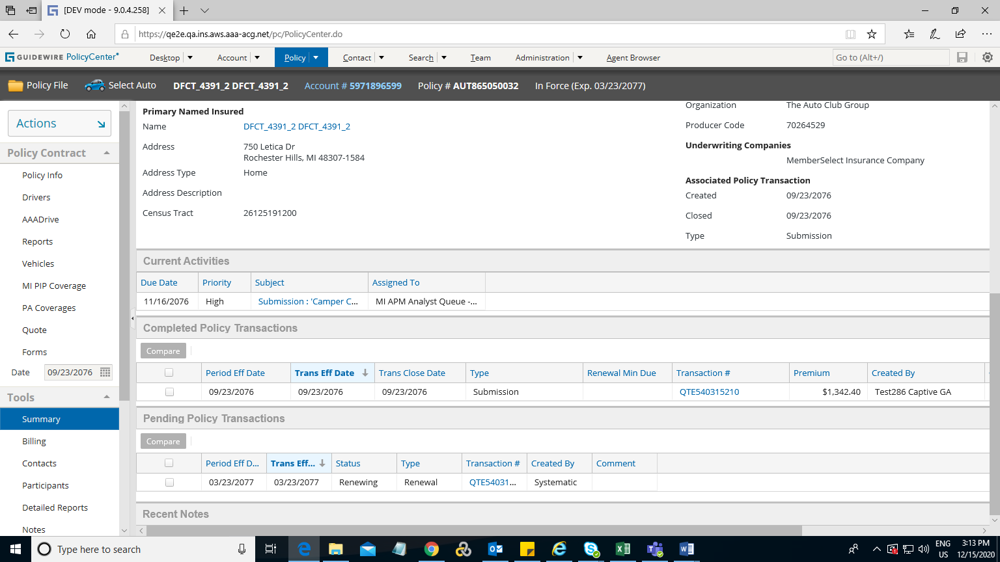 [DEV mode - 9.0.4.258]
https://qe2e.qa.ins.aws.aaa-acg.net/pc/PolicyCenter.do
GUIDEWIRE PolicyCenter
Desktop Account Policy Contact Search Team Administration Agent Browser
Go to (Alt+/)
Policy File Select Auto DFCT_4391_2 DFCT_4391_2 Account # 5971896599 Policy # AUT865050032 In Force (Exp. 03/23/2077)
Actions
Policy Contract
Policy Info
Drivers
AAADrive
Reports
Vehicles
MI PIP Coverage
PA Coverages
Quote
Forms
Date 09/23/2076
Tools
Summary
Billing
Contacts
Participants
Detailed Reports
Notes
Primary Named Insured
Name DFCT_4391_2 DFCT_4391_2
Address 750 Letica Dr
Rochester Hills, MI 48307-1584
Address Type Home
Address Description
Census Tract 26125191200
Organization The Auto Club Group
Producer Code 70264529
Underwriting Companies
MemberSelect Insurance Company
Associated Policy Transaction
Created 09/23/2076
Closed 09/23/2076
Type Submission
Current Activities
Due Date Priority Subject Assigned To
11/16/2076 High Submission : 'Camper C... MI APM Analyst Queue -...
Completed Policy Transactions
Compare
Period Eff Date Trans Eff Date Trans Close Date Type Renewal Min Due Transaction # Premium Created By
09/23/2076 09/23/2076 09/23/2076 Submission QTE540315210 $1,342.40 Test286 Captive GA
Pending Policy Transactions
Compare
Period Eff D... Trans Eff... Status Type Transaction # Created By Comment
03/23/2077 03/23/2077 Renewing Renewal QTE54031... Systematic
Recent Notes
Type here to search
ENG
US
3:13 PM
12/15/2020